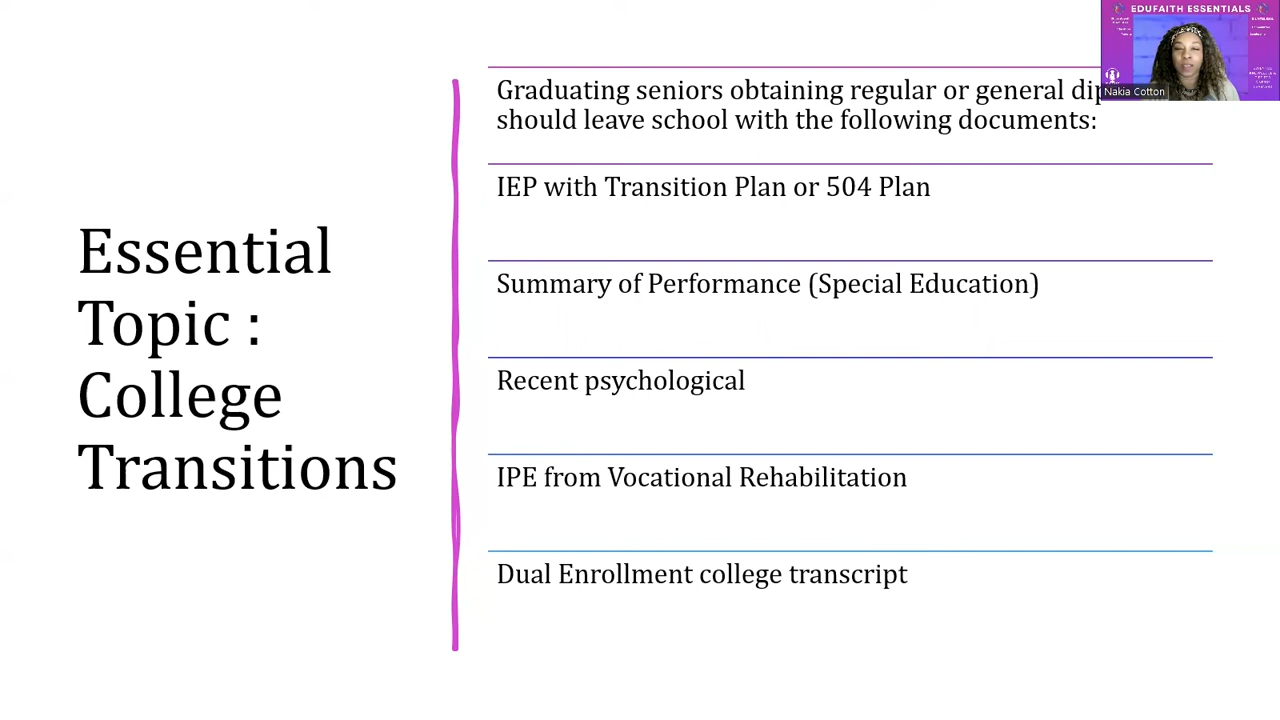 Essential
Topic :
College
Transitions
Graduating seniors obtaining regular or general
should leave school with the following documents:
IEP with Transition Plan or 504 Plan
Summary of Performance (Special Education)
Recent psychological
IPE from Vocational Rehabilitation
Dual Enrollment college transcript
EDUFAITH ESSENTIALS
Nakia Cotton